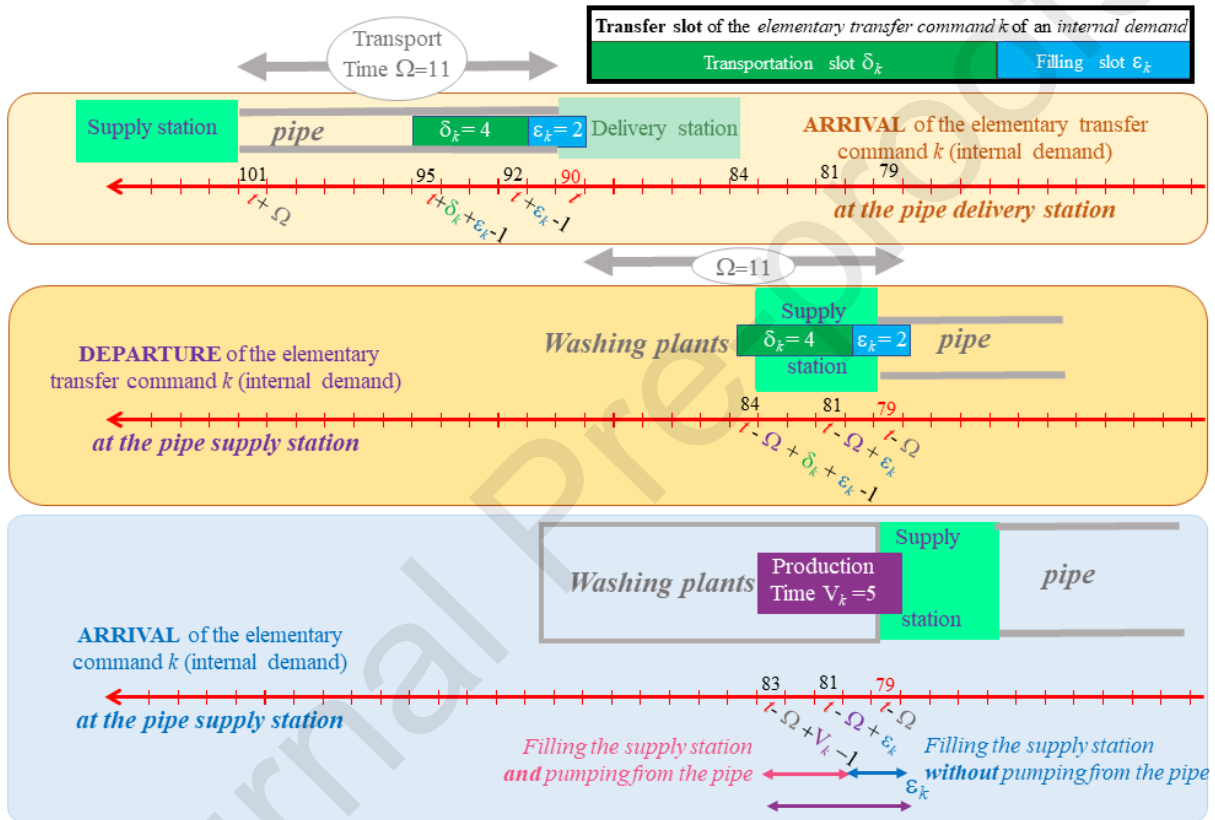 Transfer slot of the elementary transfer command k of an internal demand
Transportation slot δk
Filling slot εk
Transport
Time Ω=11
Supply station
pipe
δk = 4
εk = 2
Delivery station
ARRIVAL of the elementary transfer
command k (internal demand)
101
95
92
90
84
81
79
t+ Ω
t+δk+εk-1
t+εk-1
t
at the pipe delivery station
Ω=11
Supply
station
Washing plants
δk = 4
εk = 2
pipe
DEPARTURE of the elementary
transfer command k (internal demand)
84
81
79
at the pipe supply station
t- Ω + δk + εk -1
t- Ω + εk
t- Ω
Supply
station
Washing plants
Production
Time Vk =5
pipe
ARRIVAL of the elementary
command k (internal demand)
83
81
79
at the pipe supply station
t- Ω +Vk -1
t- Ω + εk
t- Ω
Filling the supply station
and pumping from the pipe
Filling the supply station
without pumping from the pipe
εk